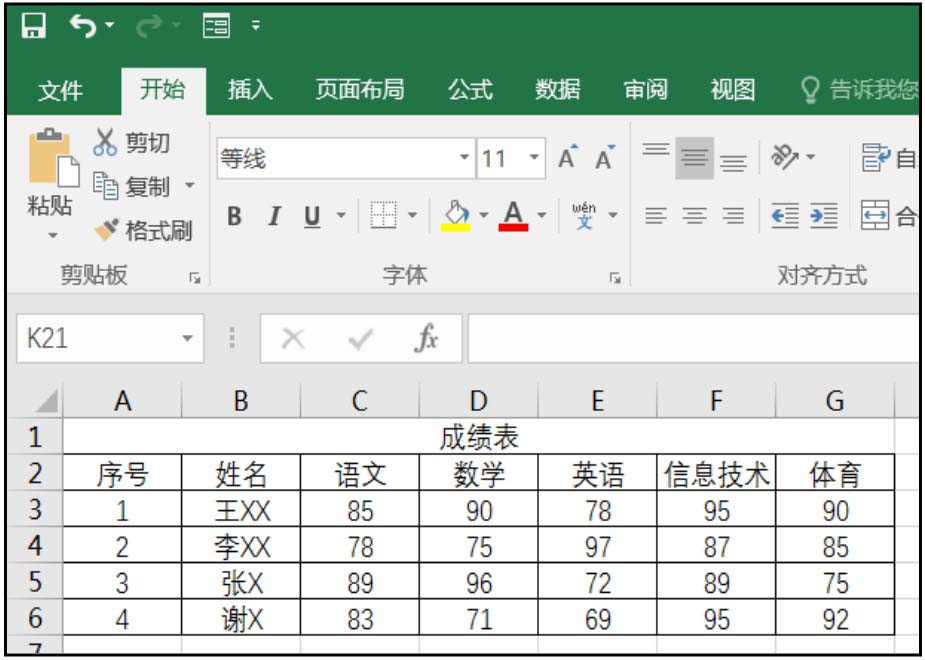 文件 开始 插入 页面布局 公式 数据 审阅 视图 告诉我您
剪切
等线 11 A A 自
复制
粘贴
B I U A wén 文 合
格式刷
剪贴板 字体 对齐方式
K21 fx
A B C D E F G
1 成绩表
2 序号 姓名 语文 数学 英语 信息技术 体育
3 1 王XX 85 90 78 95 90
4 2 李XX 78 75 97 87 85
5 3 张X 89 96 72 89 75
6 4 谢X 83 71 69 95 92
7